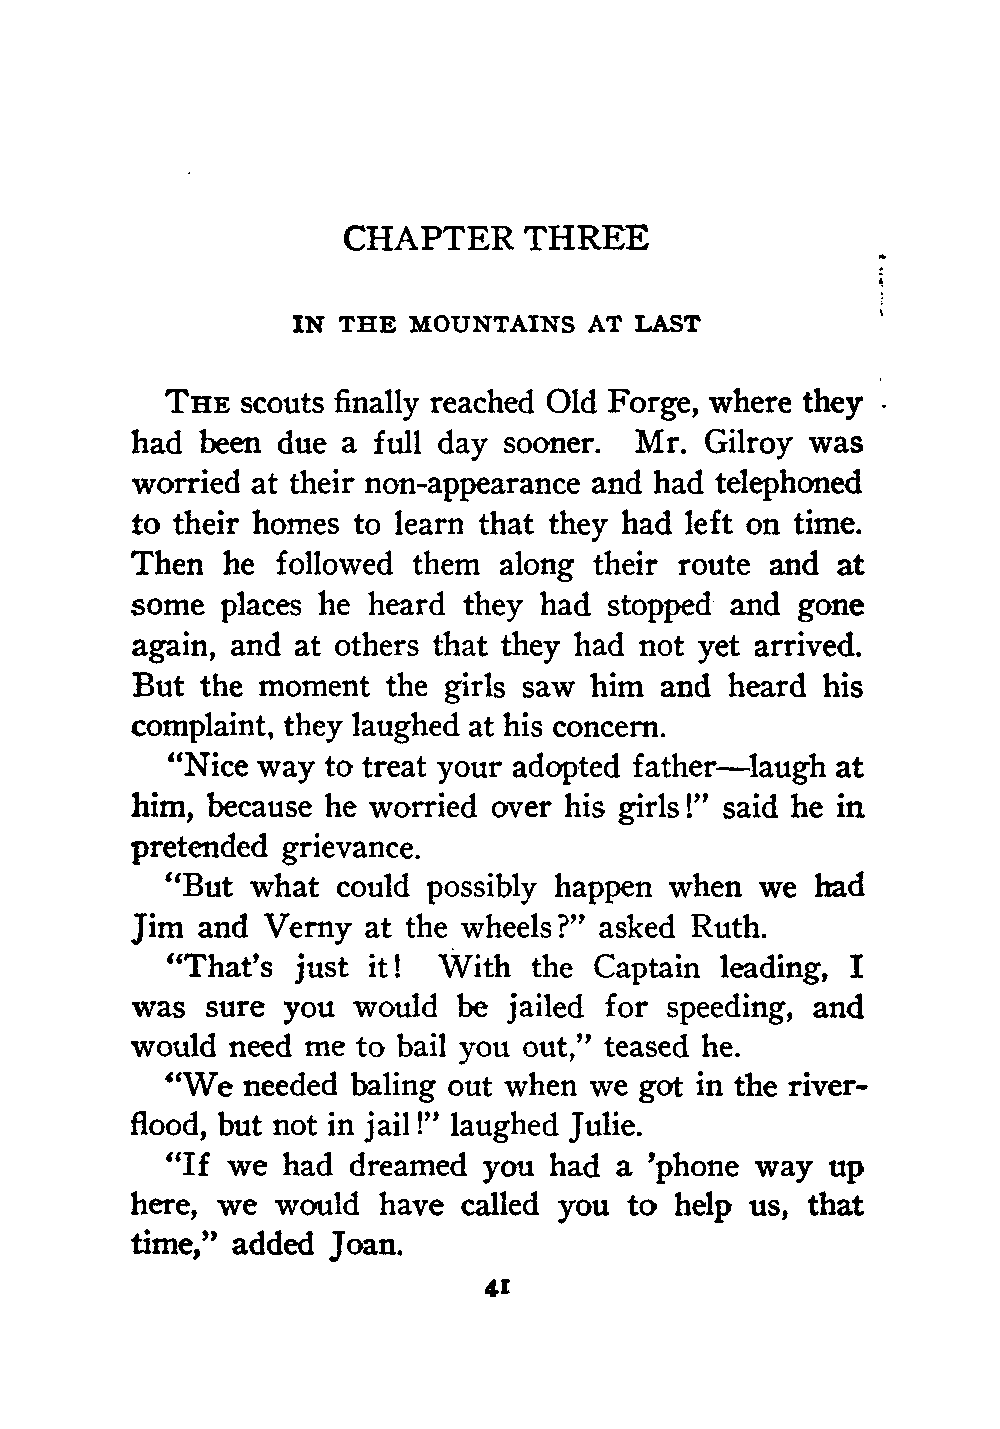 CHAPTER THREE
IN THE MOUNTAINS AT LAST
THE scouts finally reached Old Forge, where they
had been due a full day sooner. Mr. Gilroy was
worried at their non-appearance and had telephoned
to their homes to learn that they had left on time.
Then he followed them along their route and at
some places he heard they had stopped and gone
again, and at others that they had not yet arrived.
But the moment the girls saw him and heard his
complaint, they laughed at his concern.
“Nice way to treat your adopted father—laugh at
him, because he worried over his girls!” said he in
pretended grievance.
“But what could possibly happen when we had
Jim and Verny at the wheels?” asked Ruth.
“That’s just it! With the Captain leading, I
was sure you would be jailed for speeding, and
would need me to bail you out,” teased he.
“We needed baling out when we got in the river-
flood, but not in jail!” laughed Julie.
“If we had dreamed you had a ’phone way up
here, we would have called you to help us, that
time,” added Joan.
41